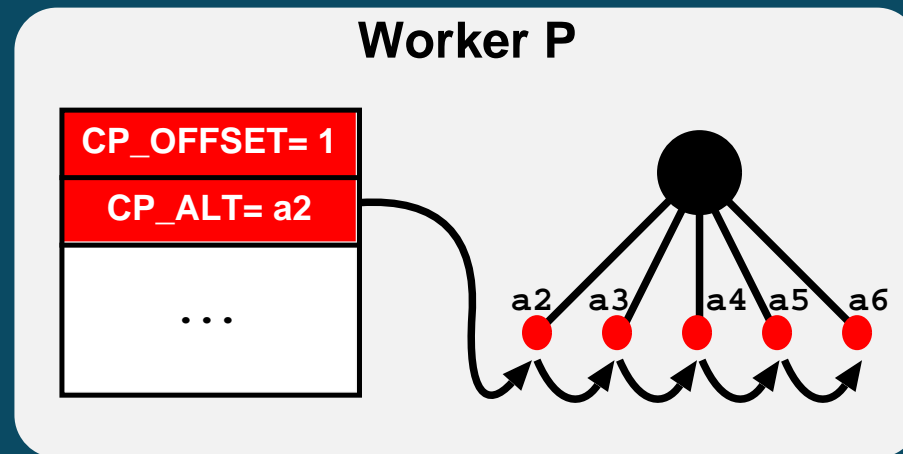 Worker P
CP_OFFSET= 1
CP_ALT= a2
...
a2 a3 a4 a5 a6